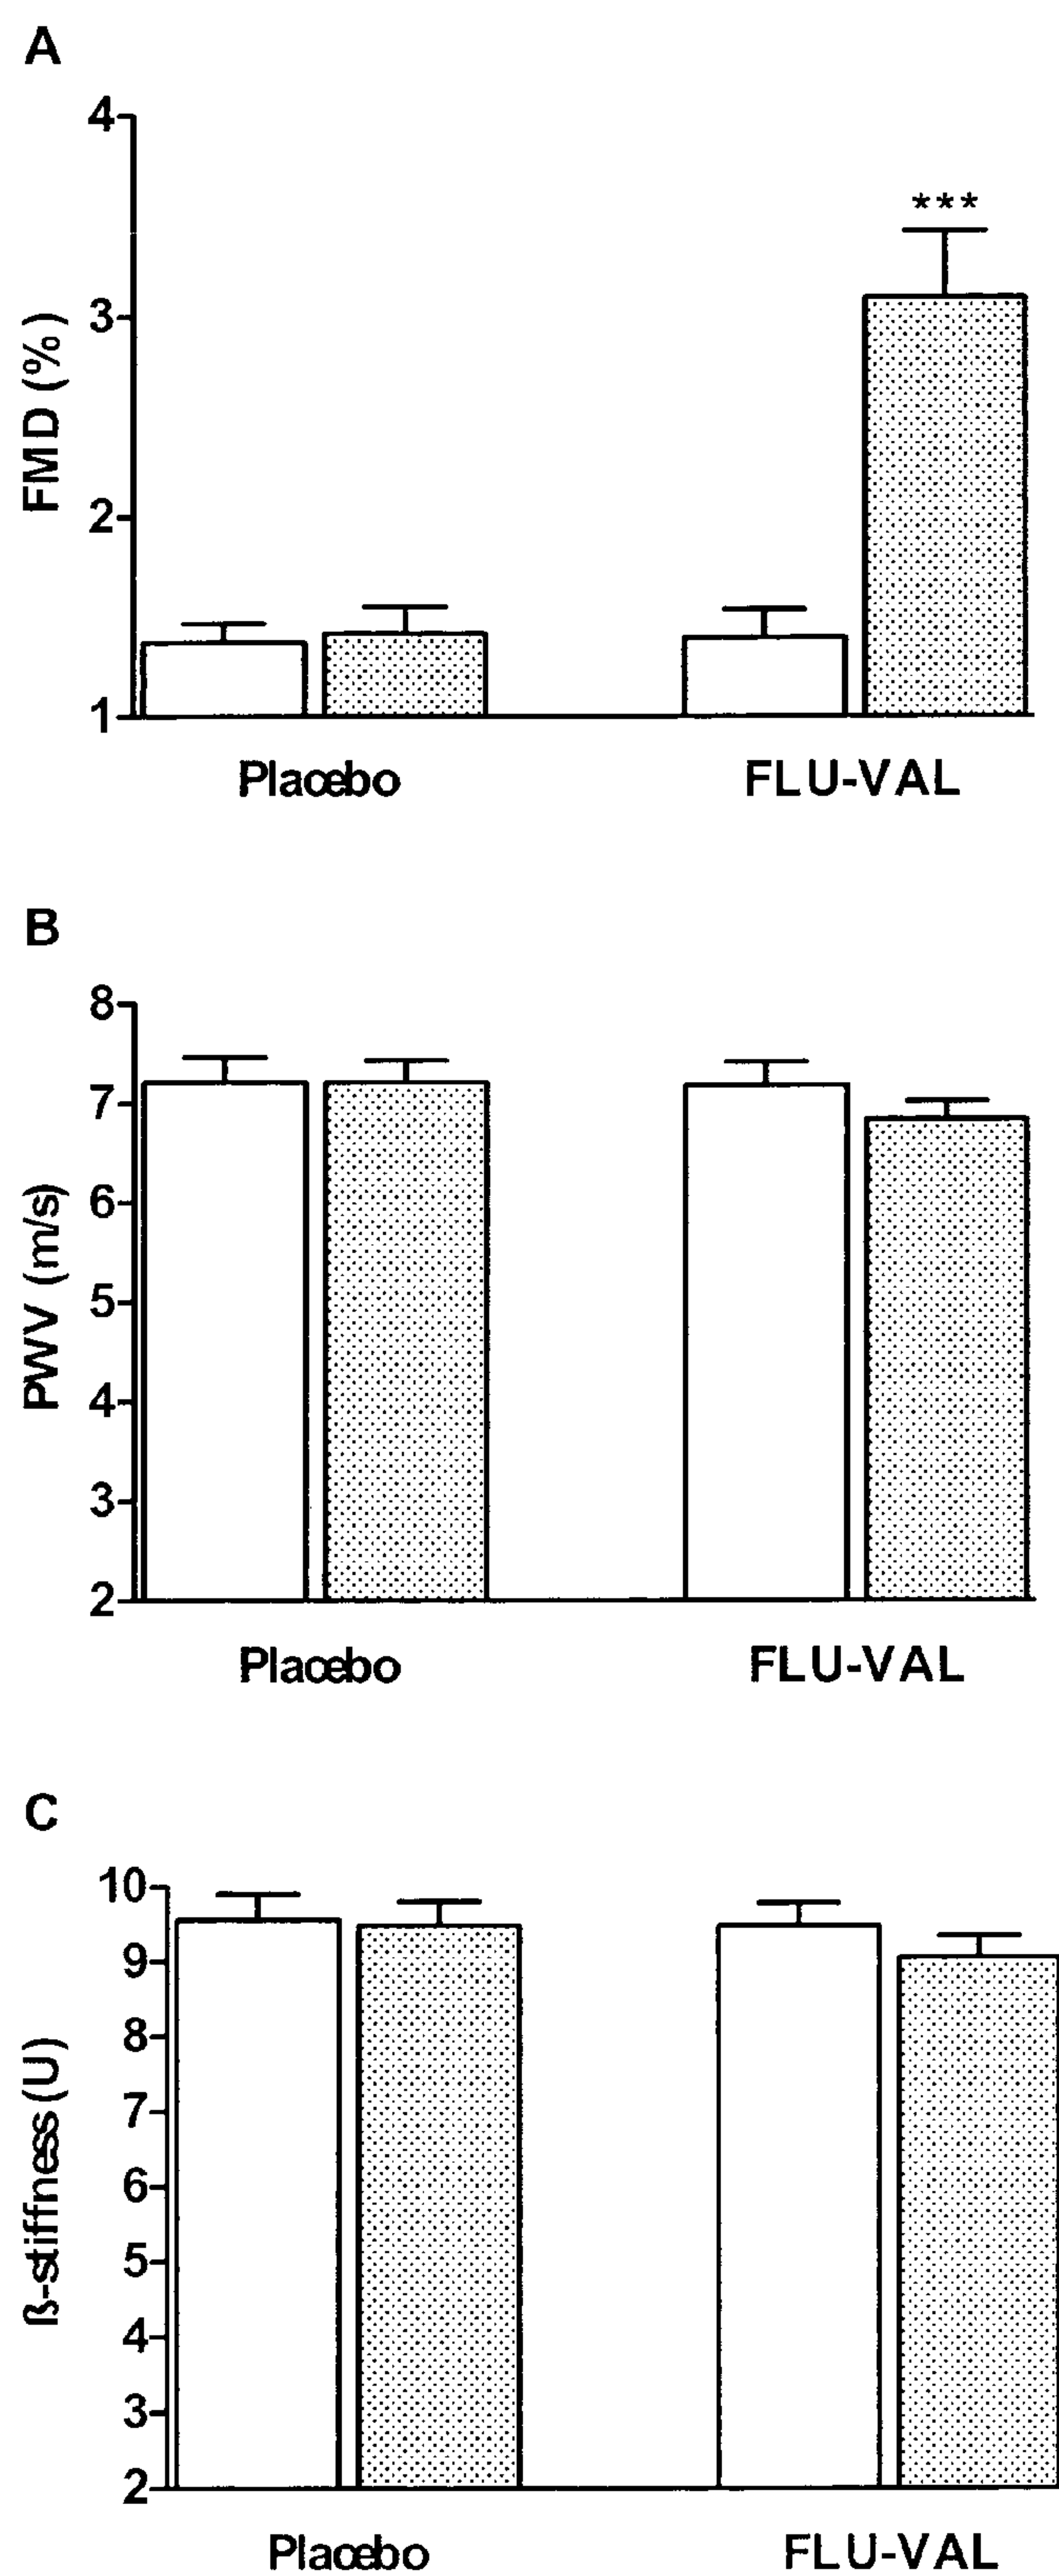 A
4
3
2
1
FMD (%)
***
Placebo FLU-VAL
B
8
7
6
5
4
3
2
PWV (m/s)
Placebo FLU-VAL
C
10
9
8
7
6
5
4
3
2
ß-stiffness (U)
Placebo FLU-VAL